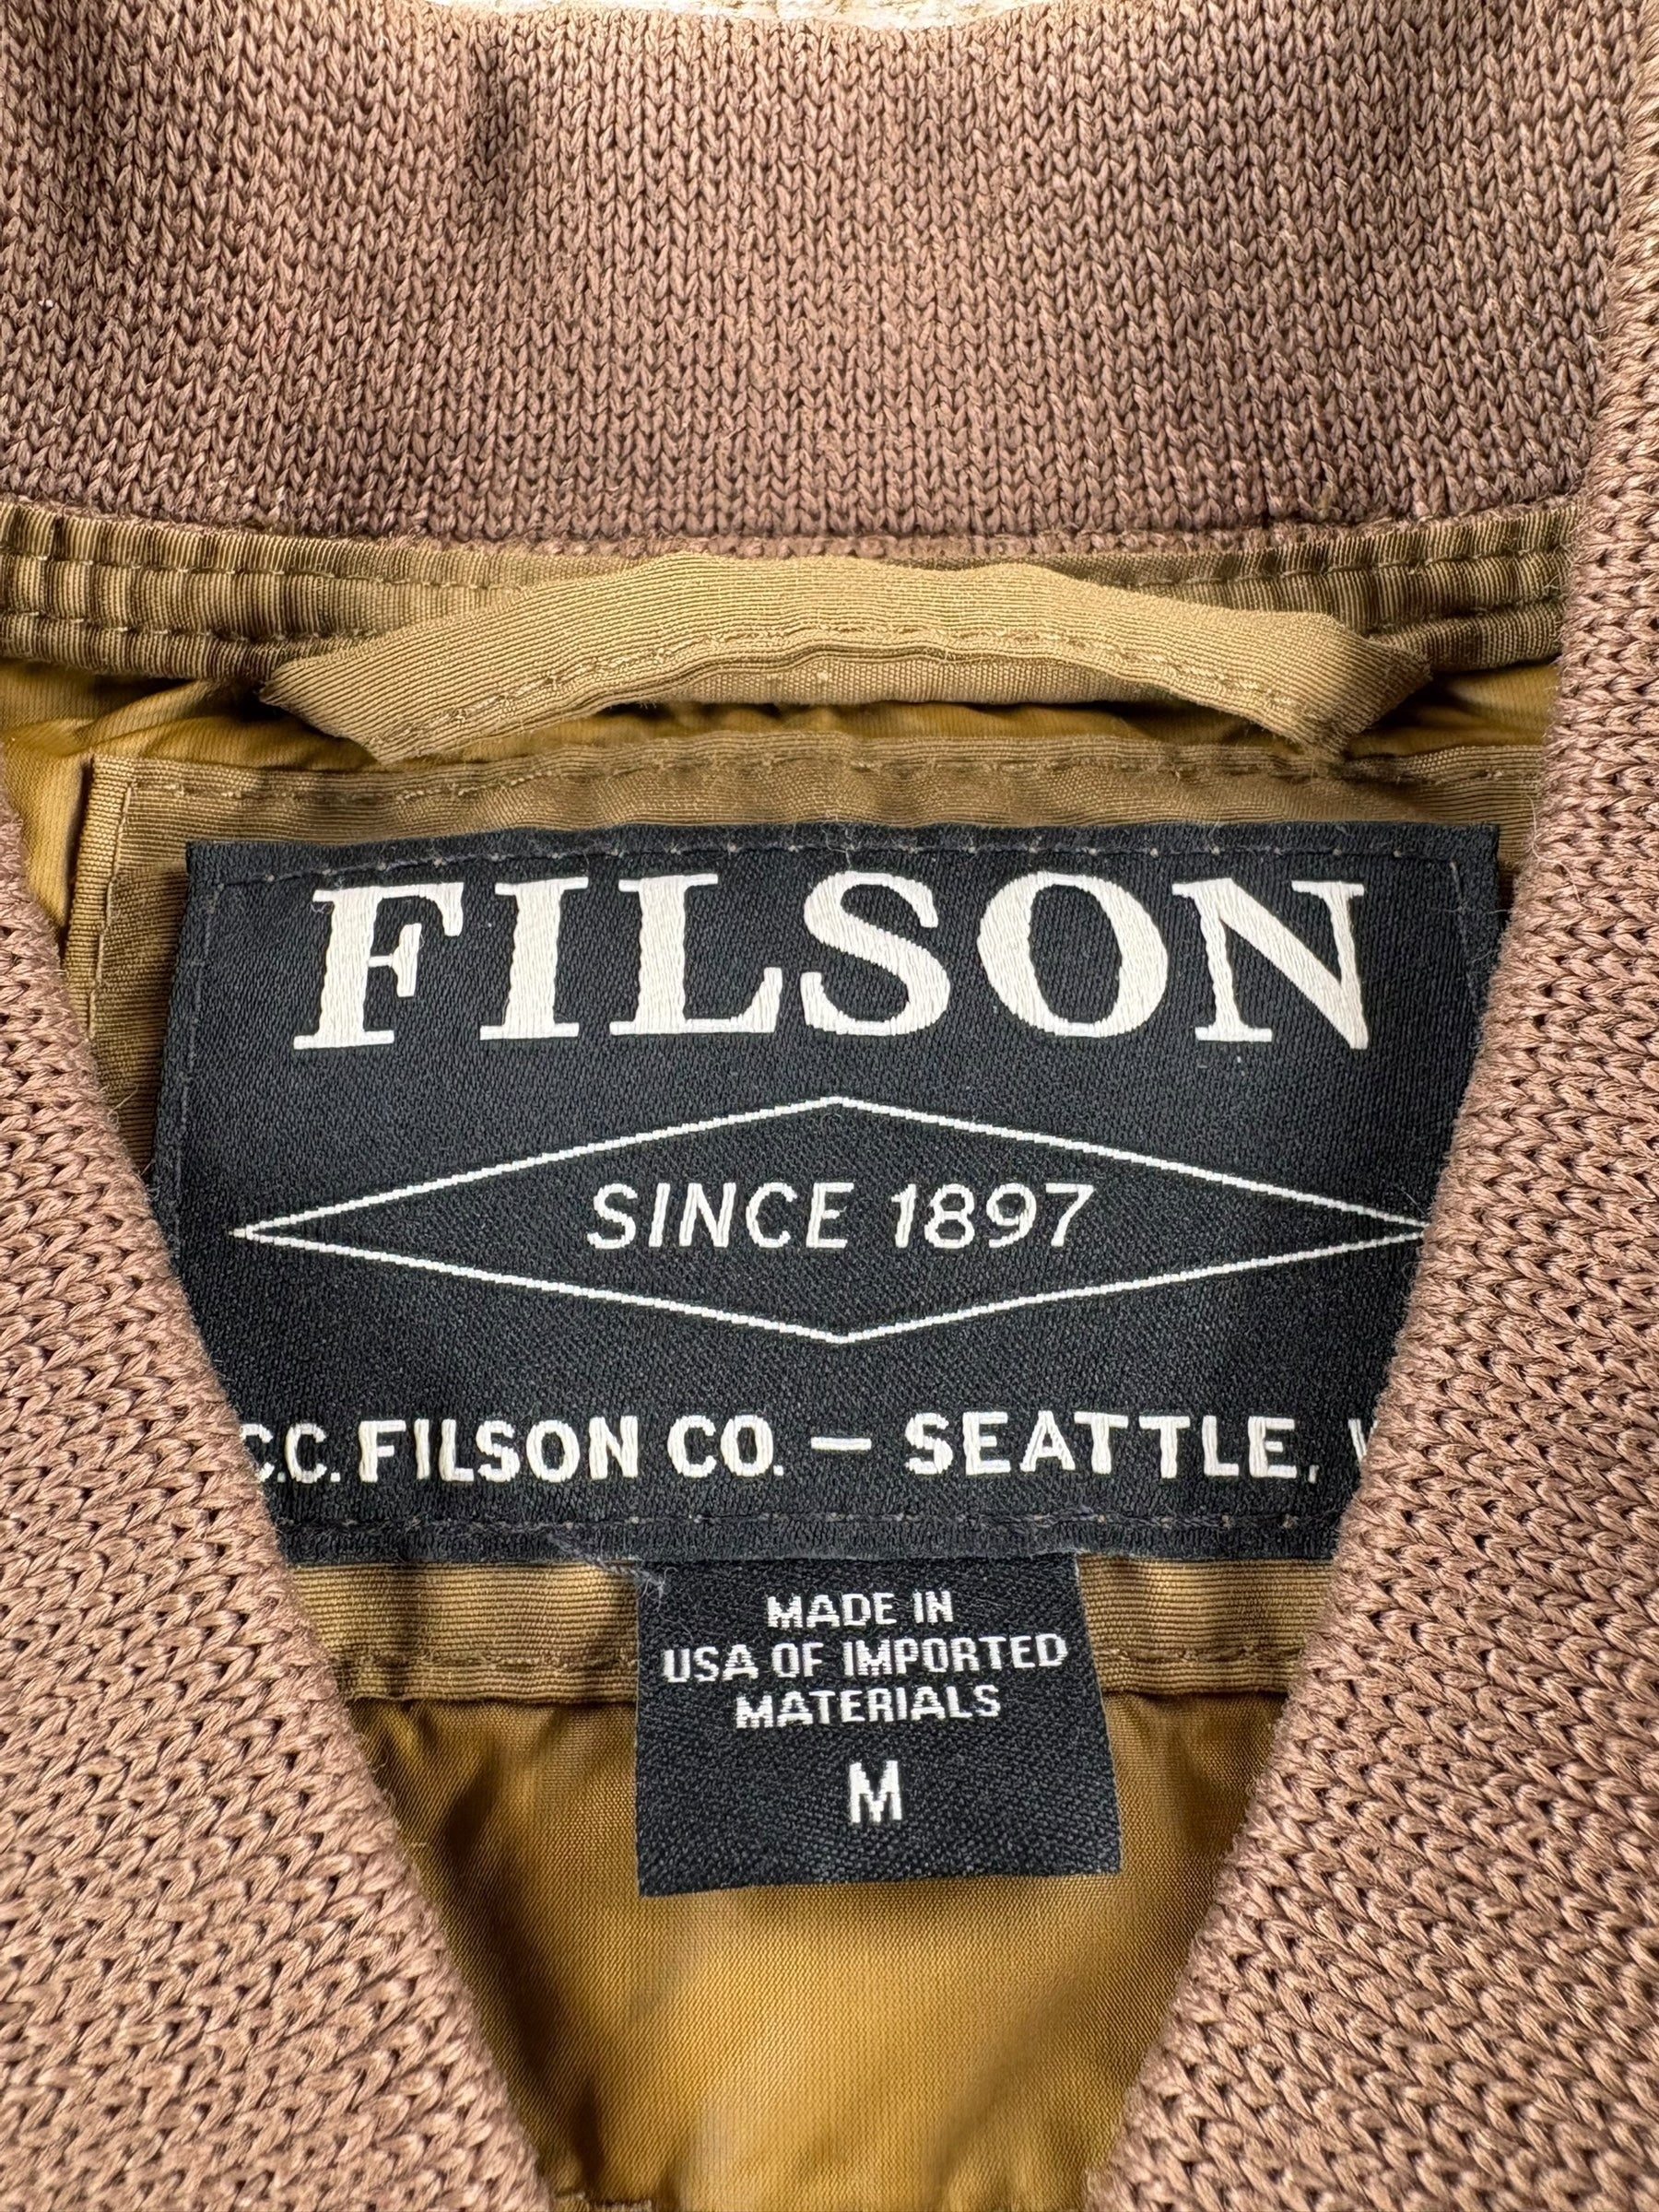 FILSON
SINCE 1897
C.C. FILSON CO. — SEATTLE,
MADE IN
USA OF IMPORTED
MATERIALS
M